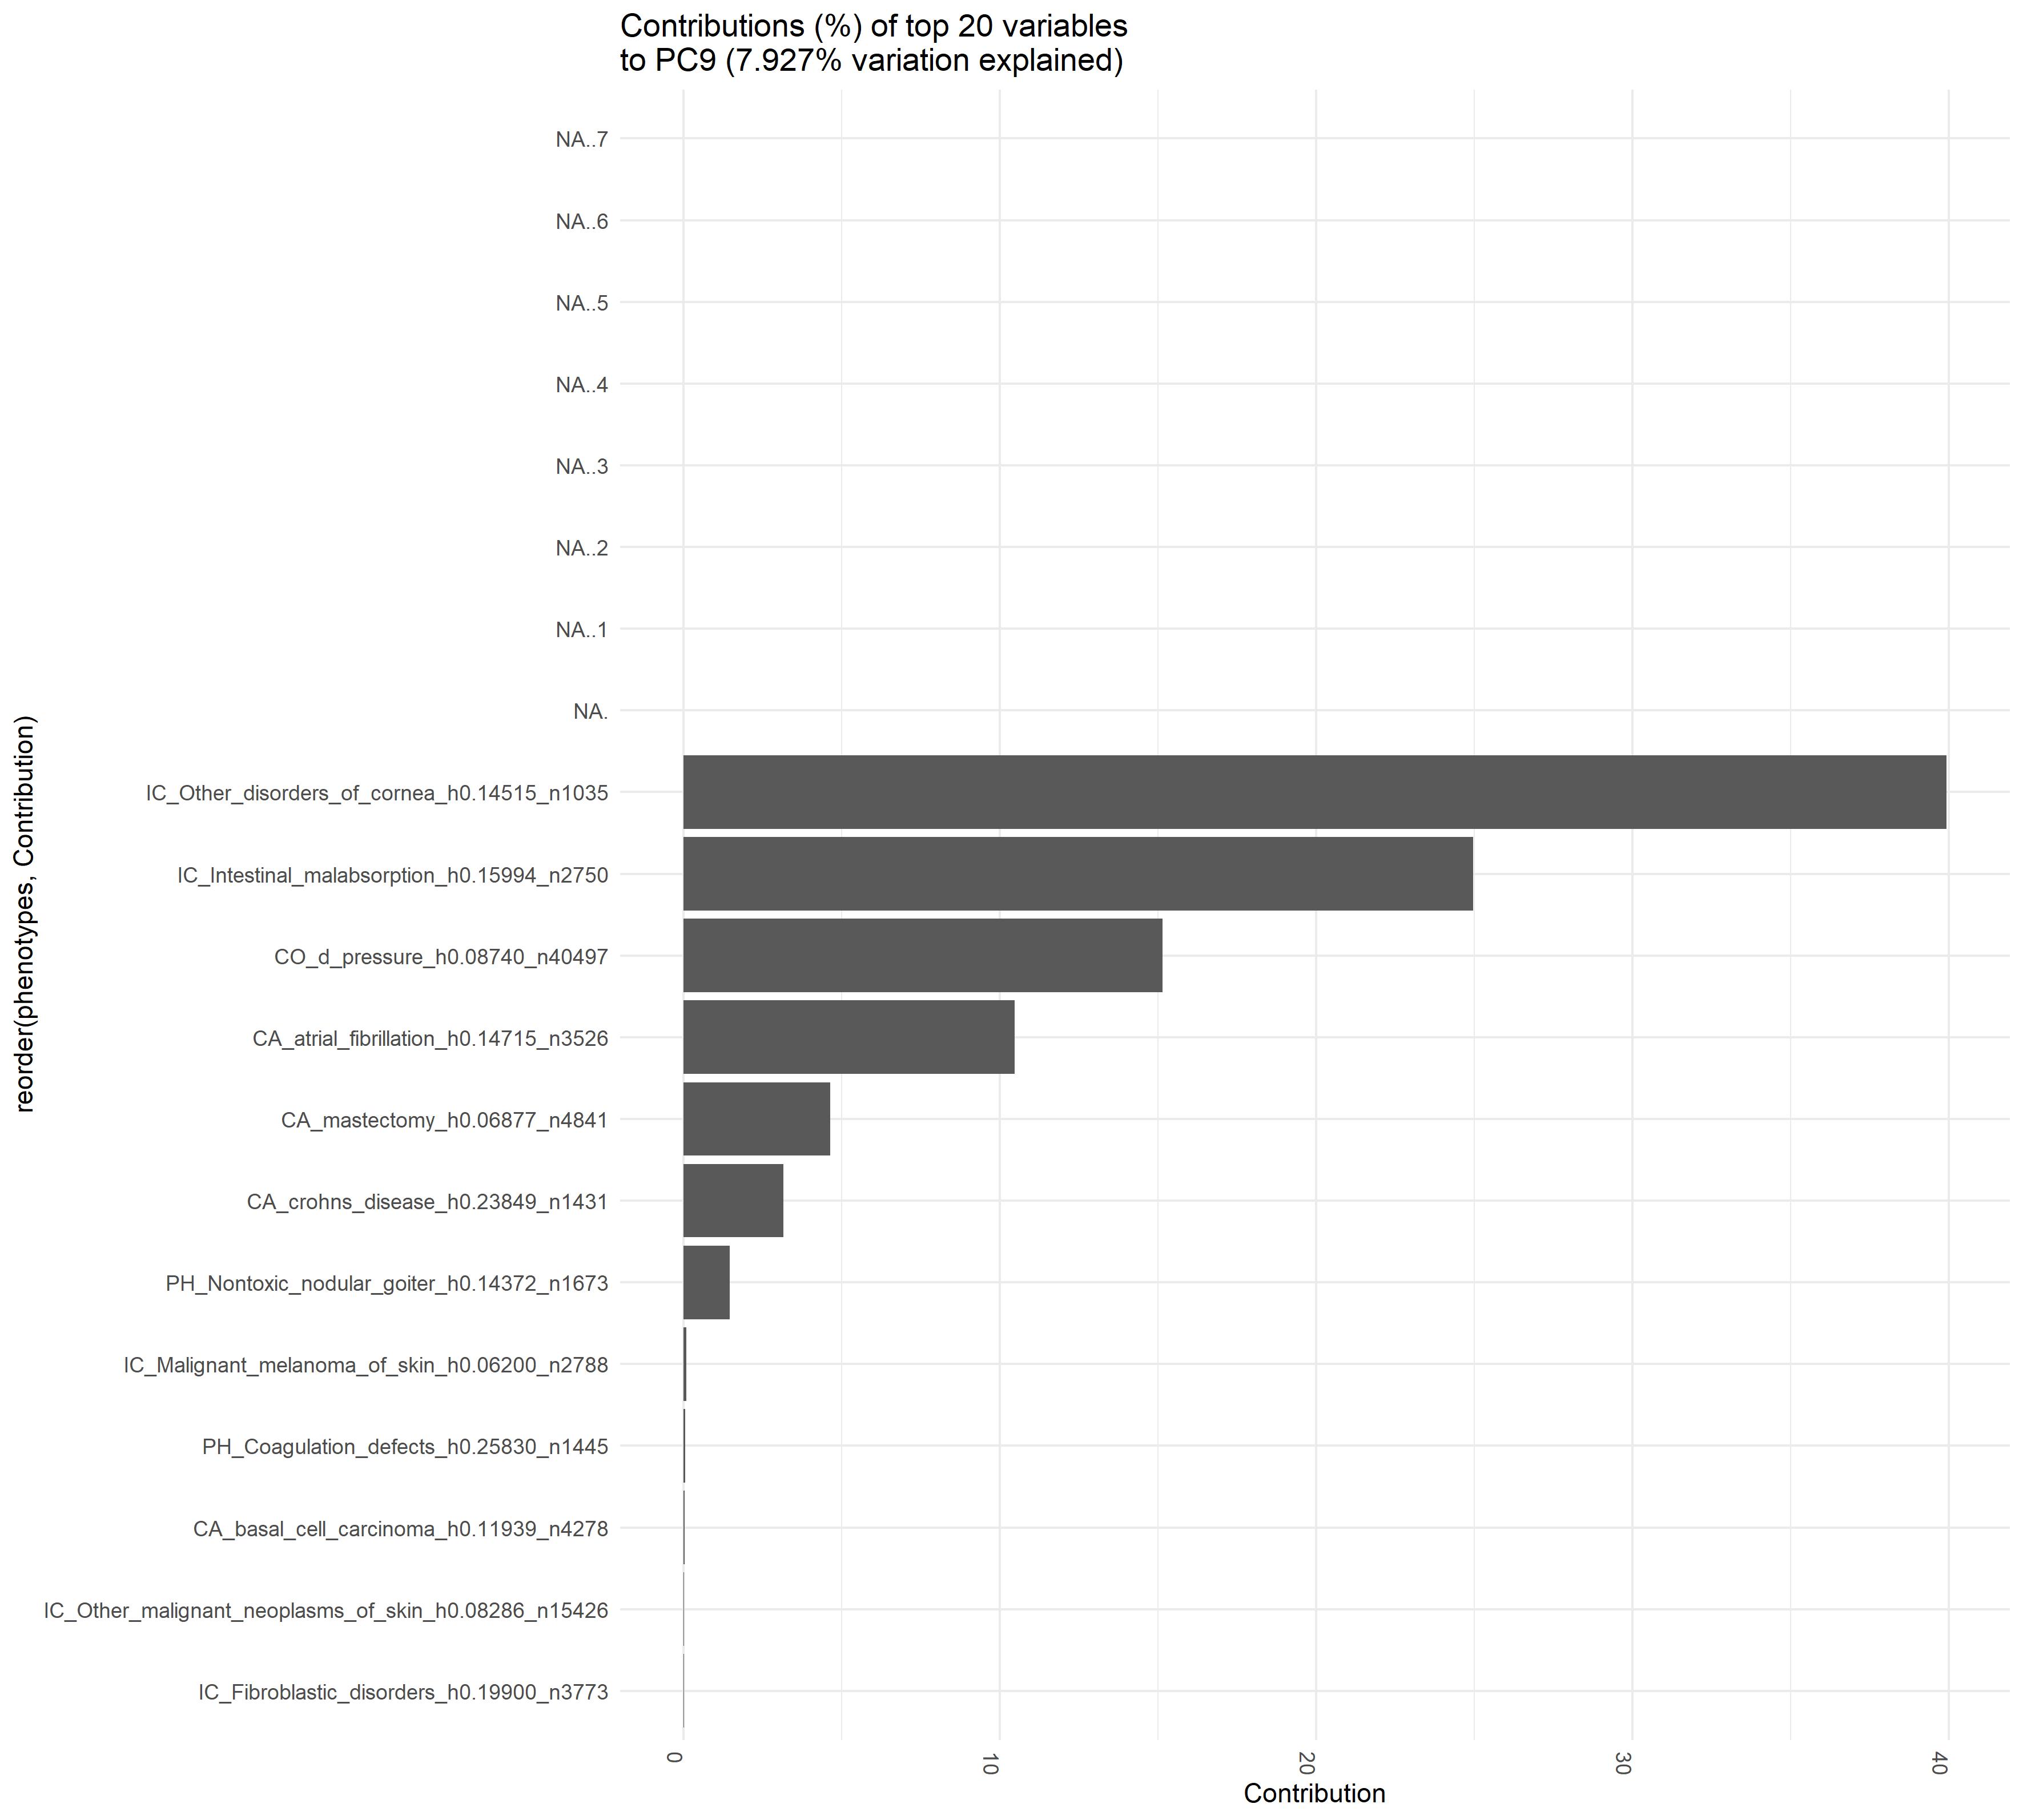 Contributions (%) of top 20 variables
to PC9 (7.927% variation explained)
NA..7
NA..6
NA..5
NA..4
NA..3
NA..2
NA..1
NA.
IC_Other_disorders_of_cornea_h0.14515_n1035
IC_Intestinal_malabsorption_h0.15994_n2750
CO_d_pressure_h0.08740_n40497
CA_atrial_fibrillation_h0.14715_n3526
CA_mastectomy_h0.06877_n4841
CA_crohns_disease_h0.23849_n1431
PH_Nontoxic_nodular_goiter_h0.14372_n1673
IC_Malignant_melanoma_of_skin_h0.06200_n2788
PH_Coagulation_defects_h0.25830_n1445
CA_basal_cell_carcinoma_h0.11939_n4278
IC_Other_malignant_neoplasms_of_skin_h0.08286_n15426
IC_Fibroblastic_disorders_h0.19900_n3773
reorder(phenotypes, Contribution)
0
10
20
30
40
Contribution